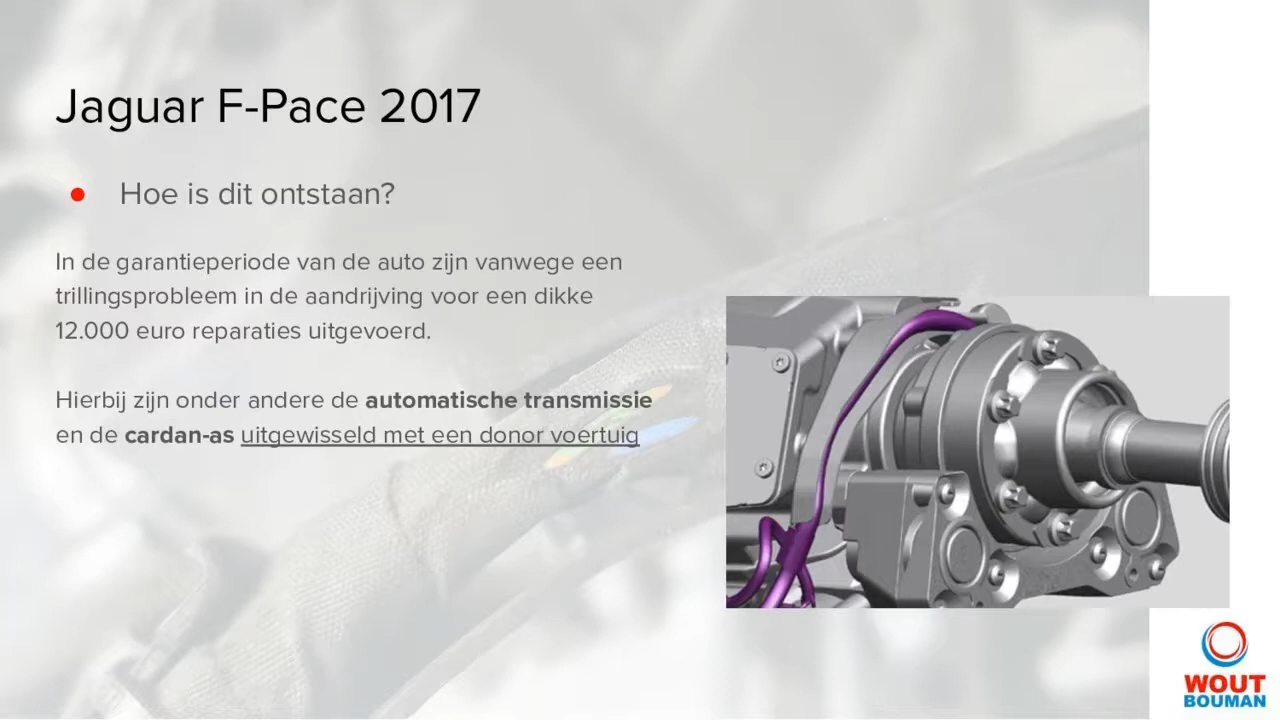 Jaguar F-Pace 2017
● Hoe is dit ontstaan?
In de garantieperiode van de auto zijn vanwege een
trillingsprobleem in de aandrijving voor een dikke
12.000 euro reparaties uitgevoerd.
Hierbij zijn onder andere de automatische transmissie
en de cardan-as uitgewisseld met een donor voertuig
WOUT
BOUMAN